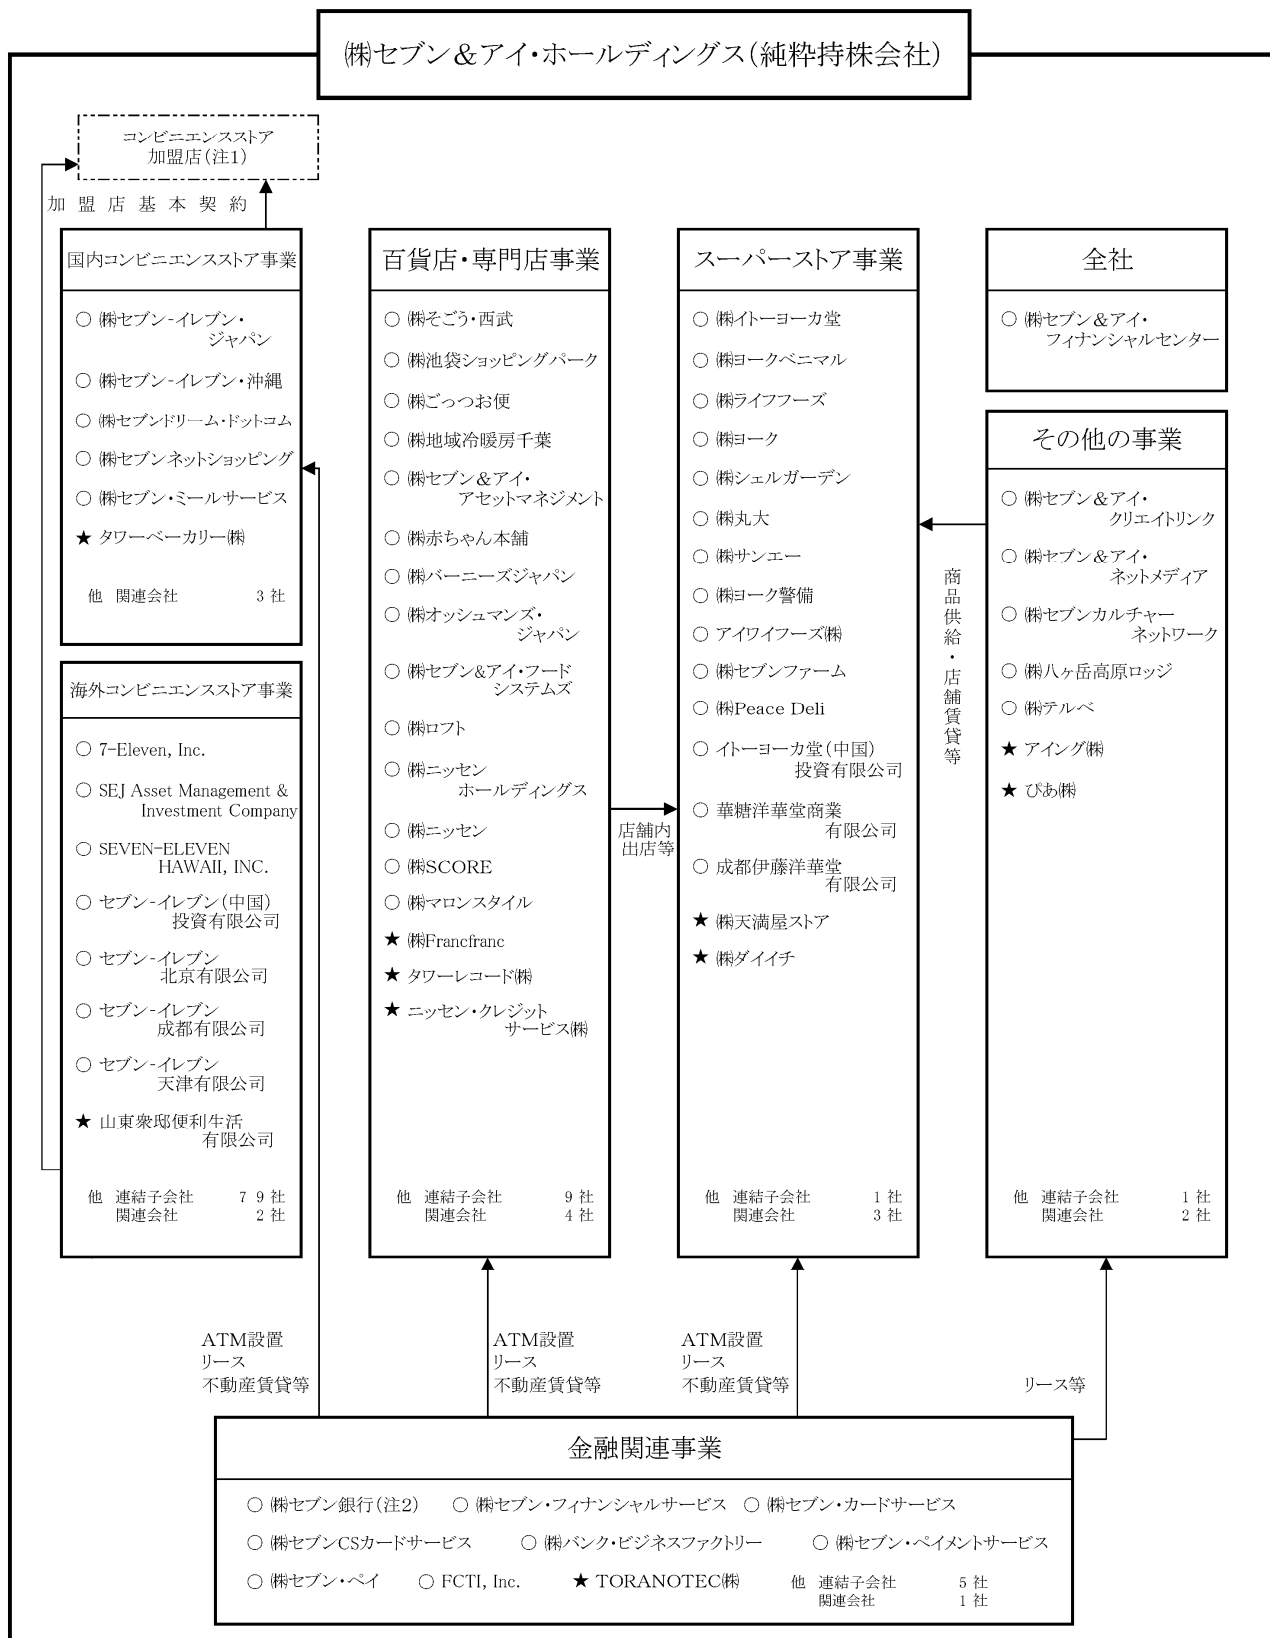 ㈱セブン&アイ・ホールディングス(純粋持株会社)
コンビニエンスストア
加盟店(注1)
加盟店基本契約
国内コンビニエンスストア事業
○ ㈱セブン-イレブン・
ジャパン
○ ㈱セブン-イレブン・沖縄
○ ㈱セブンドリーム・ドットコム
○ ㈱セブンネットショッピング
○ ㈱セブン・ミールサービス
★ タワーベーカリー㈱
他 関連会社 3 社
海外コンビニエンスストア事業
○ 7-Eleven, Inc.
○ SEJ Asset Management &
Investment Company
○ SEVEN-ELEVEN
HAWAII, INC.
○ セブン-イレブン(中国)
投資有限公司
○ セブン-イレブン
北京有限公司
○ セブン-イレブン
成都有限公司
○ セブン-イレブン
天津有限公司
★ 山東衆邸便利生活
有限公司
他 連結子会社 79 社
関連会社 2 社
百貨店・専門店事業
○ ㈱そごう・西武
○ ㈱池袋ショッピングパーク
○ ㈱ごっつお便
○ ㈱地域冷暖房千葉
○ ㈱セブン&アイ・
アセットマネジメント
○ ㈱赤ちゃん本舗
○ ㈱バーニーズジャパン
○ ㈱オッシュマンズ・
ジャパン
○ ㈱セブン&アイ・フード
システムズ
○ ㈱ロフト
○ ㈱ニッセン
ホールディングス
○ ㈱ニッセン
○ ㈱SCORE
○ ㈱マロンスタイル
★ ㈱Francfranc
★ タワーレコード㈱
★ ニッセン・クレジット
サービス㈱
他 連結子会社 9 社
関連会社 4 社
店舗内
出店等
スーパーストア事業
○ ㈱イトーヨーカ堂
○ ㈱ヨークベニマル
○ ㈱ライフフーズ
○ ㈱ヨーク
○ ㈱シェルガーデン
○ ㈱丸大
○ ㈱サンエー
○ ㈱ヨーク警備
○ アイワイフーズ㈱
○ ㈱セブンファーム
○ ㈱Peace Deli
○ イトーヨーカ堂(中国)
投資有限公司
○ 華糖洋華堂商業
有限公司
○ 成都伊藤洋華堂
有限公司
★ ㈱天満屋ストア
★ ㈱ダイイチ
他 連結子会社 1 社
関連会社 3 社
商品供給・店舗賃貸等
全社
○ ㈱セブン&アイ・
フィナンシャルセンター
その他の事業
○ ㈱セブン&アイ・
クリエイトリンク
○ ㈱セブン&アイ・
ネットメディア
○ ㈱セブンカルチャー
ネットワーク
○ ㈱八ヶ岳高原ロッジ
○ ㈱テルベ
★ アイング㈱
★ ぴあ㈱
他 連結子会社 1 社
関連会社 2 社
ATM設置
リース
不動産賃貸等
ATM設置
リース
不動産賃貸等
ATM設置
リース
不動産賃貸等
リース等
金融関連事業
○ ㈱セブン銀行(注2) ○ ㈱セブン・フィナンシャルサービス ○ ㈱セブン・カードサービス
○ ㈱セブンCSカードサービス ○ ㈱バンク・ビジネスファクトリー ○ ㈱セブン・ペイメントサービス
○ ㈱セブン・ペイ ○ FCTI, Inc. ★ TORANOTEC㈱ 他 連結子会社 5 社
関連会社 1 社